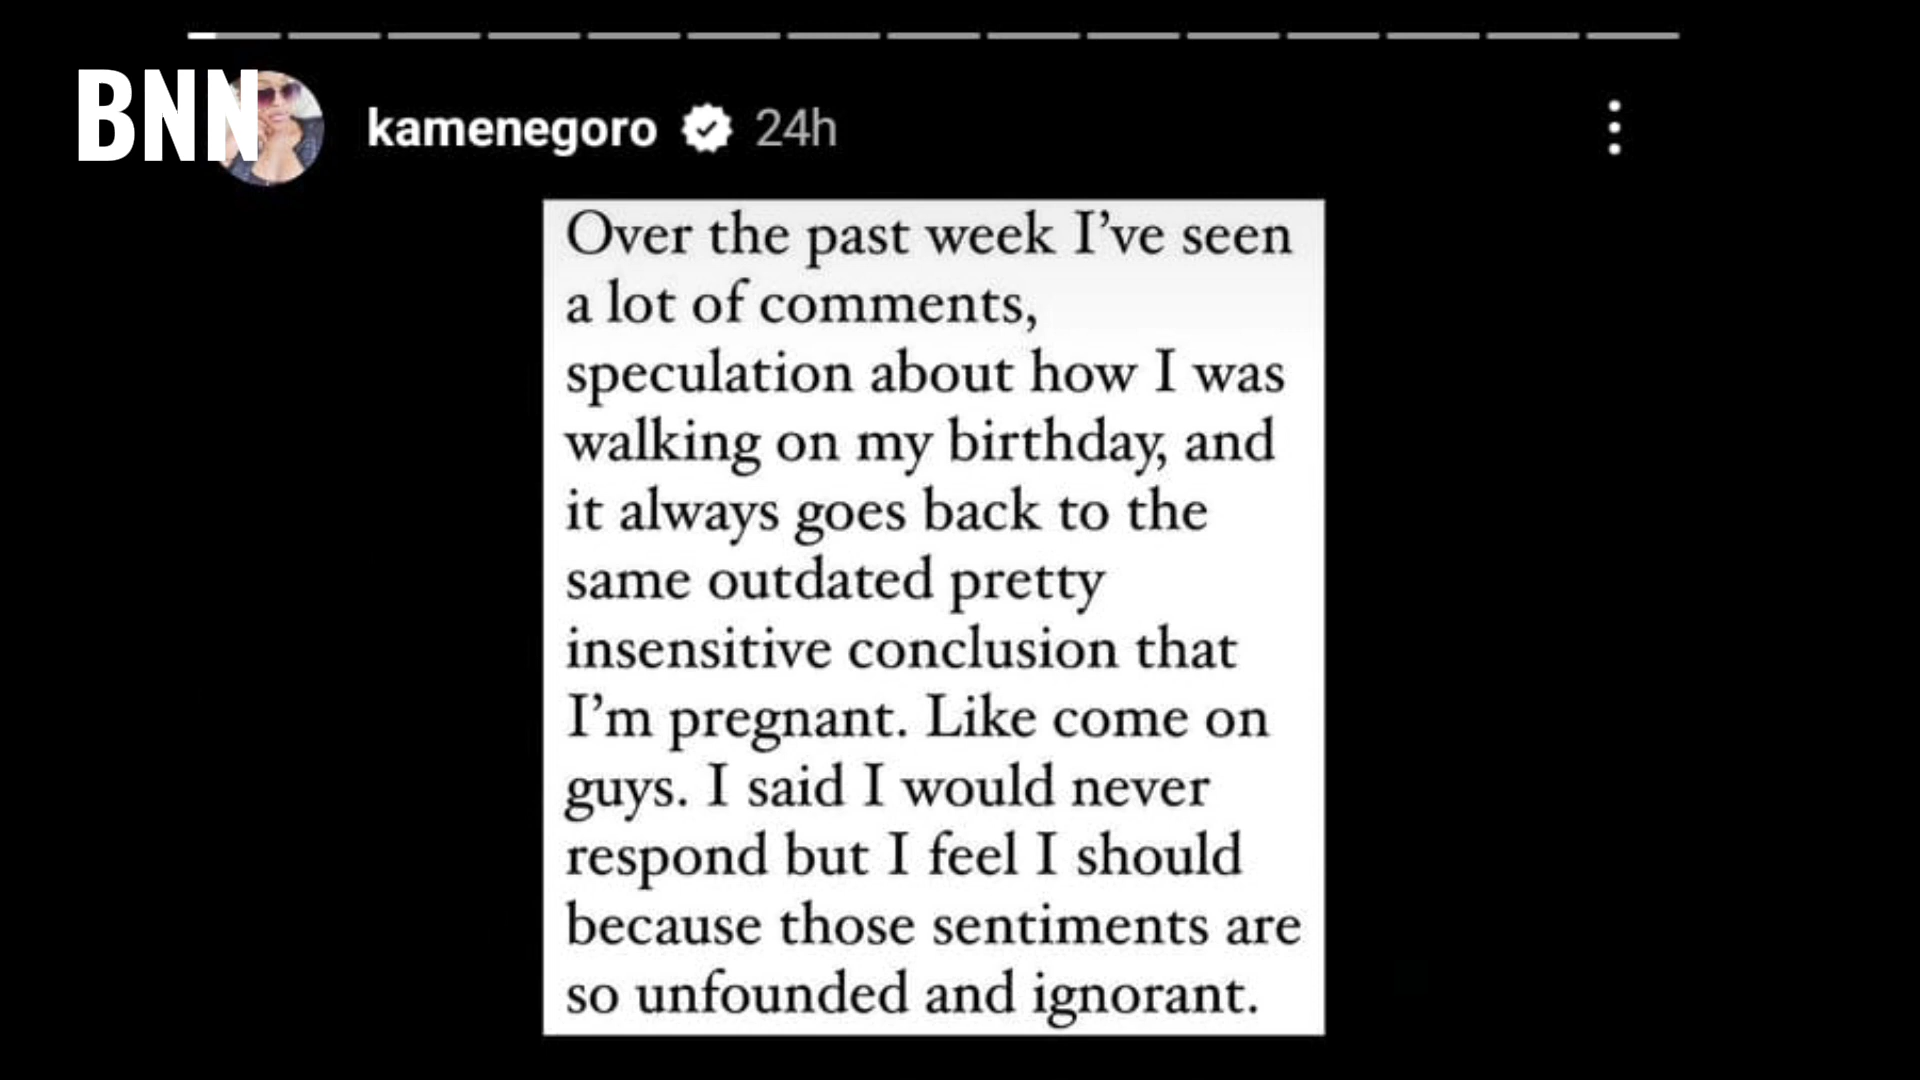 BNN
kamenegoro 24h
Over the past week I’ve seen
a lot of comments,
speculation about how I was
walking on my birthday, and
it always goes back to the
same outdated pretty
insensitive conclusion that
I’m pregnant. Like come on
guys. I said I would never
respond but I feel I should
because those sentiments are
so unfounded and ignorant.